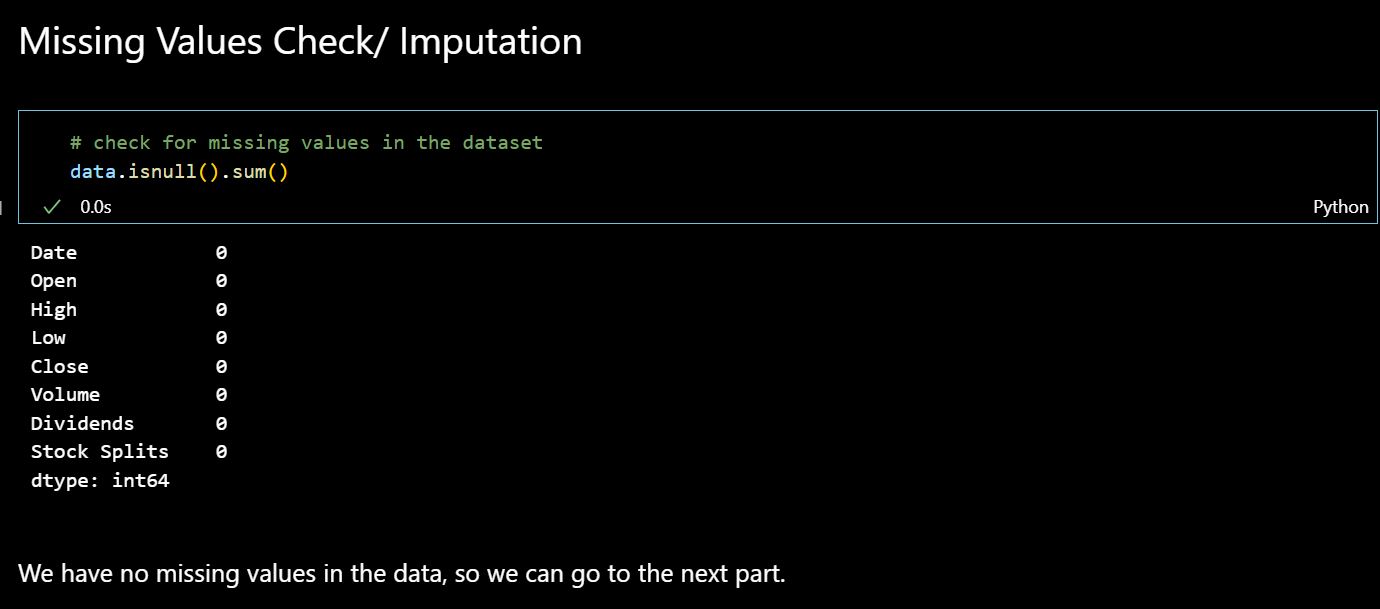 Missing Values Check/ Imputation
# check for missing values in the dataset
data.isnull().sum()
0.0s Python
Date 0
Open 0
High 0
Low 0
Close 0
Volume 0
Dividends 0
Stock Splits 0
dtype: int64
We have no missing values in the data, so we can go to the next part.